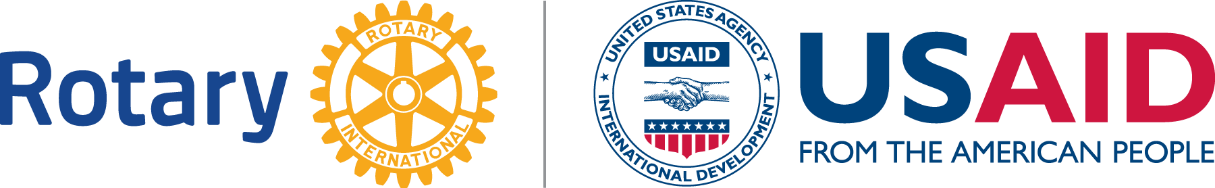 Rotary
ROTARY
INTERNATIONAL
UNITED STATES AGENCY
USAID
INTERNATIONAL DEVELOPMENT
USAID
FROM THE AMERICAN PEOPLE